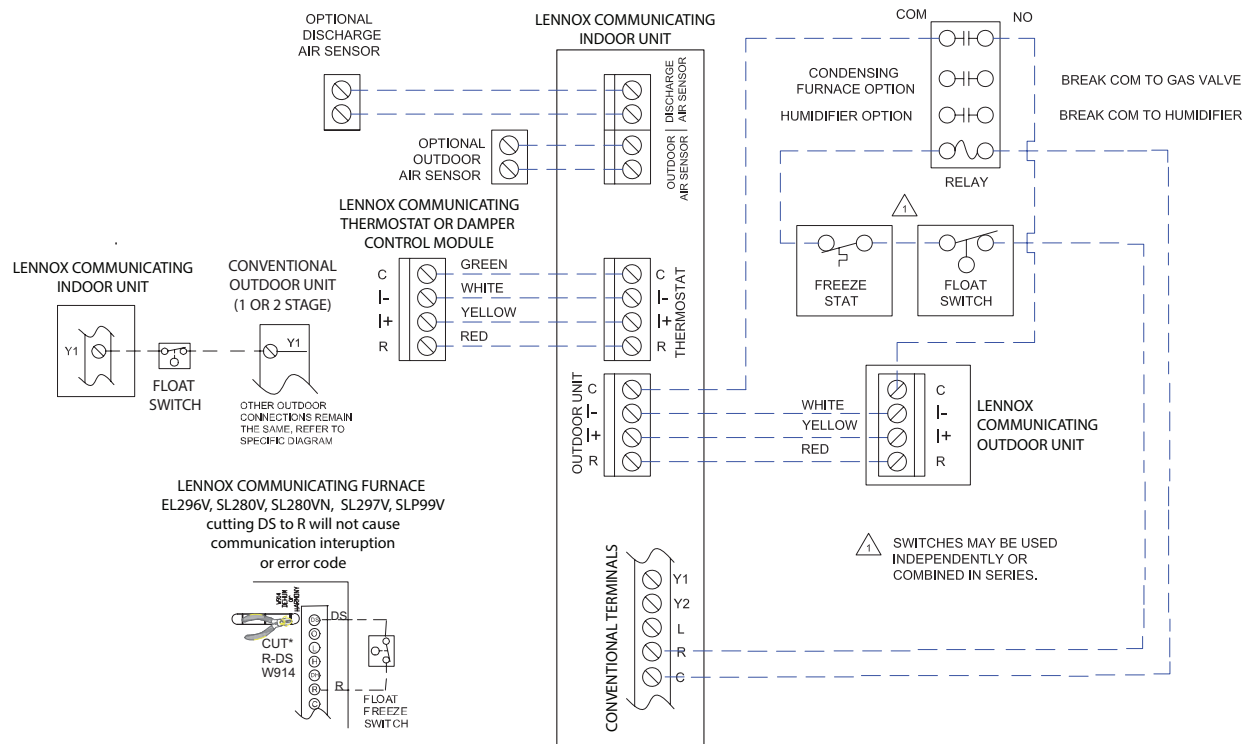 OPTIONAL
DISCHARGE
AIR SENSOR
LENNOX COMMUNICATING
INDOOR UNIT
DISCHARGE
AIR SENSOR
OPTIONAL
OUTDOOR
AIR SENSOR
OUTDOOR
AIR SENSOR
COM
NO
CONDENSING
FURNACE OPTION
BREAK COM TO GAS VALVE
HUMIDIFIER OPTION
BREAK COM TO HUMIDIFIER
RELAY
1
FREEZE
STAT
FLOAT
SWITCH
LENNOX COMMUNICATING
THERMOSTAT OR DAMPER
CONTROL MODULE
C
I-
I+
R
GREEN
WHITE
YELLOW
RED
C
I-
I+
R
THERMOSTAT
LENNOX COMMUNICATING
INDOOR UNIT
Y1
FLOAT
SWITCH
CONVENTIONAL
OUTDOOR UNIT
(1 OR 2 STAGE)
Y1
OTHER OUTDOOR
CONNECTIONS REMAIN
THE SAME, REFER TO
SPECIFIC DIAGRAM
OUTDOOR UNIT
C
I-
I+
R
WHITE
YELLOW
RED
C
I-
I+
R
LENNOX
COMMUNICATING
OUTDOOR UNIT
1
SWITCHES MAY BE USED
INDEPENDENTLY OR
COMBINED IN SERIES.
LENNOX COMMUNICATING FURNACE
EL296V, SL280V, SL280VN, SL297V, SLP99V
cutting DS to R will not cause
communication interuption
or error code
W914
DEHUM
OR
HARMONY
CUT*
R-DS
W914
DS
O
L
H
DH
R
C
DS
R
FLOAT
FREEZE
SWITCH
CONVENTIONAL TERMINALS
Y1
Y2
L
R
C